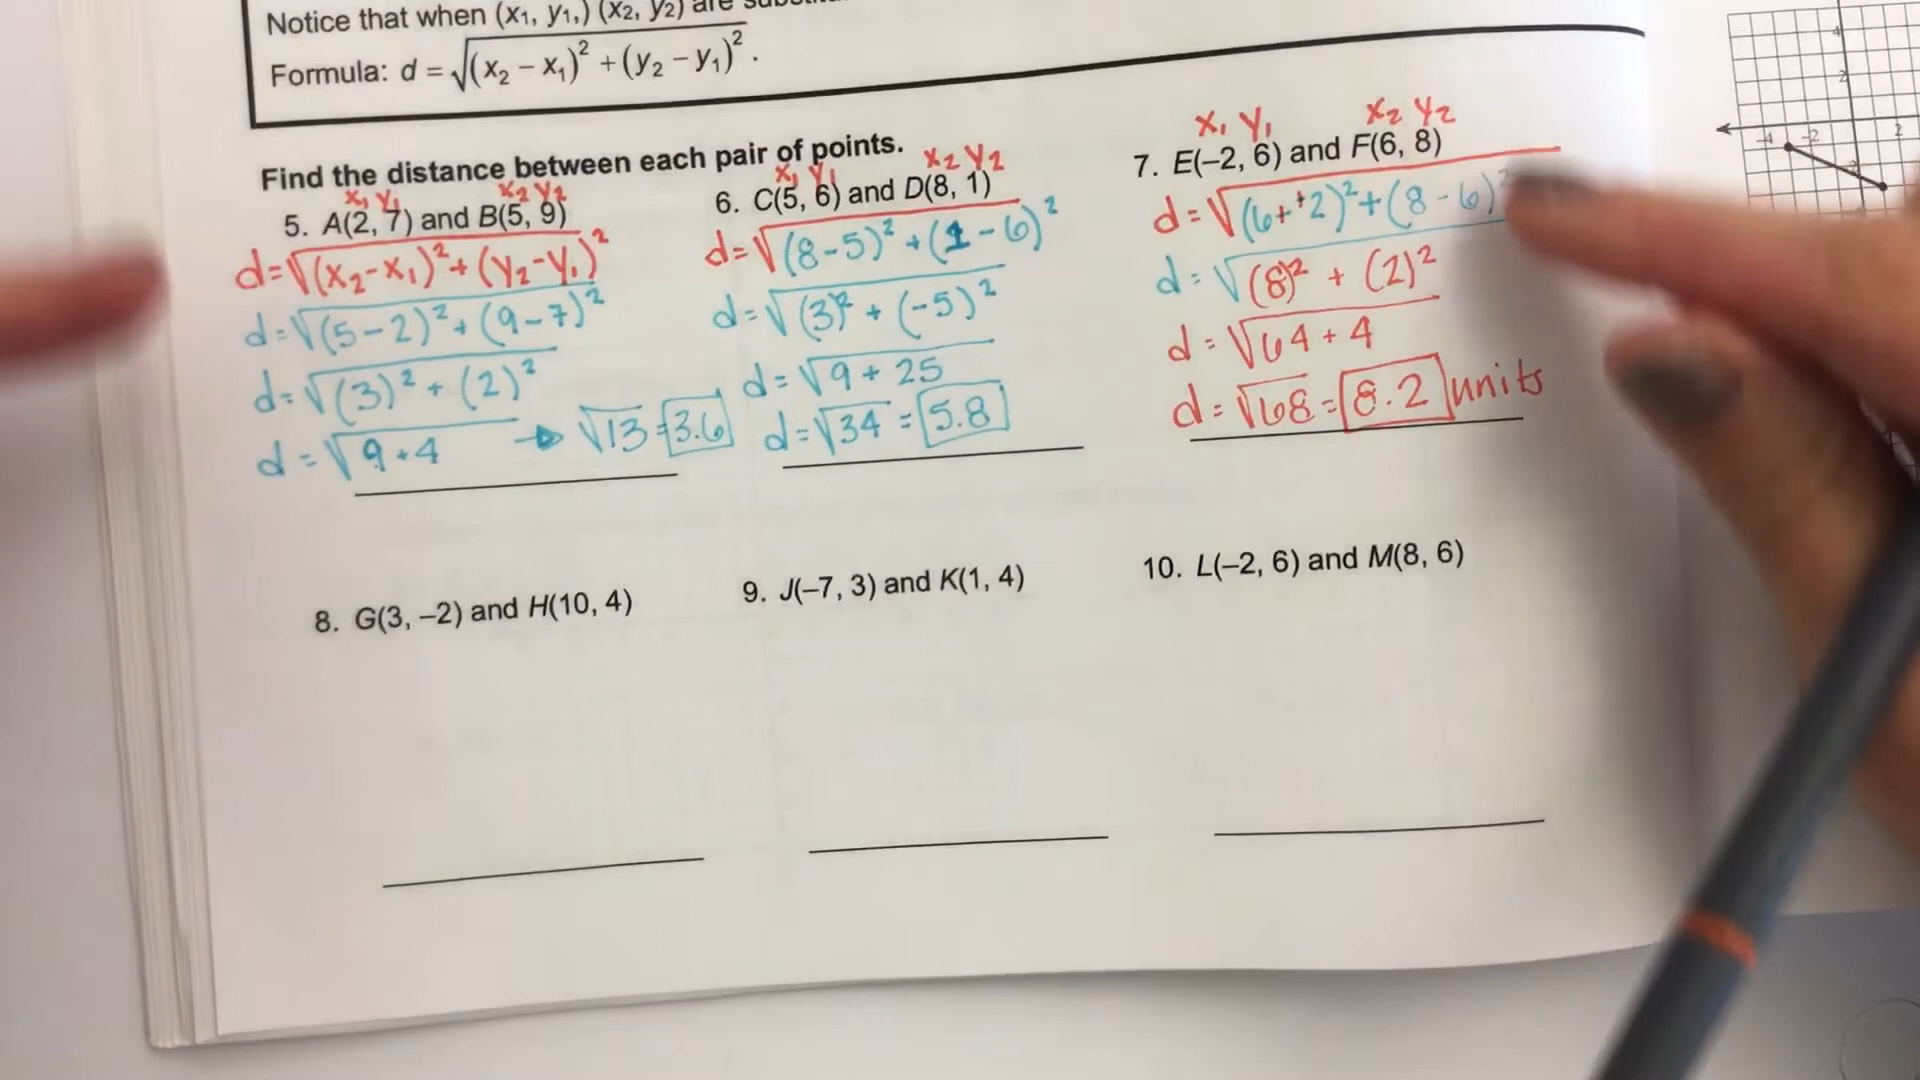 Notice that when (x₁, y₁,) (x₂, y₂) are
Formula: d = √(x₂ − x₁)² + (y₂ − y₁)² .
Find the distance between each pair of points.
x₁ y₁ x₂ y₂
5. A(2, 7) and B(5, 9)
d=√(x₂-x₁)²+(y₂-y₁)²
d=√(5-2)²+(9-7)²
d=√(3)²+(2)²
d=√9+4 → √13=3.6
x₁ y₁ x₂ y₂
6. C(5, 6) and D(8, 1)
d=√(8-5)²+(1-6)²
d=√(3)²+(-5)²
d=√9+25
d=√34=5.8
x₁ y₁ x₂ y₂
7. E(−2, 6) and F(6, 8)
d=√(6++2)²+(8-6)²
d=√(8)²+(2)²
d=√64+4
d=√68=8.2 units
8. G(3, −2) and H(10, 4)
9. J(−7, 3) and K(1, 4)
10. L(−2, 6) and M(8, 6)
4
2
-4 -2 2